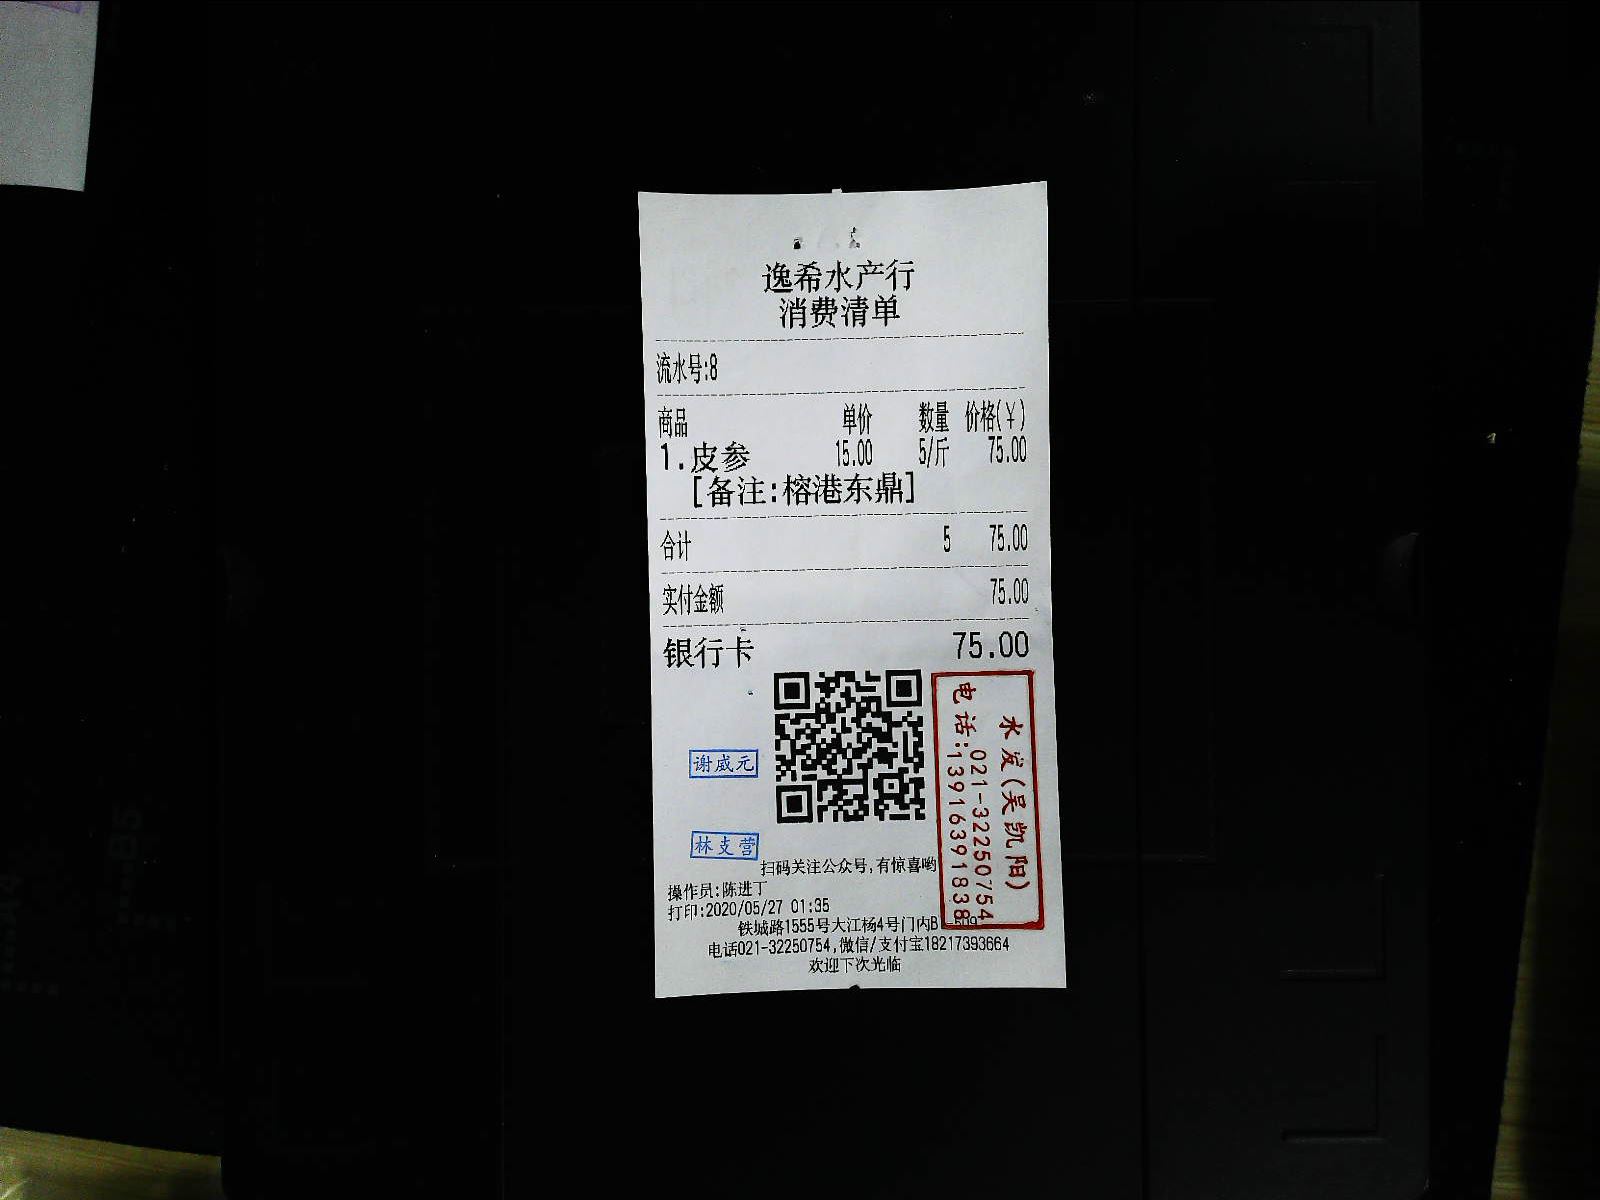 逸希水产行
消费清单
流水号:8
商品 单价 数量 价格(¥)
1.皮参 15.00 5/斤 75.00
[备注:榕港东鼎]
合计 5 75.00
实付金额 75.00
银行卡 75.00
水发(吴凯阳)
021-32250754
电话:13916391838
谢威元
林支营
扫码关注公众号,有惊喜哟
操作员:陈进丁
打印:2020/05/27 01:35
铁城路1555号大江杨4号门内B
电话021-32250754,微信/支付宝18217393664
欢迎下次光临